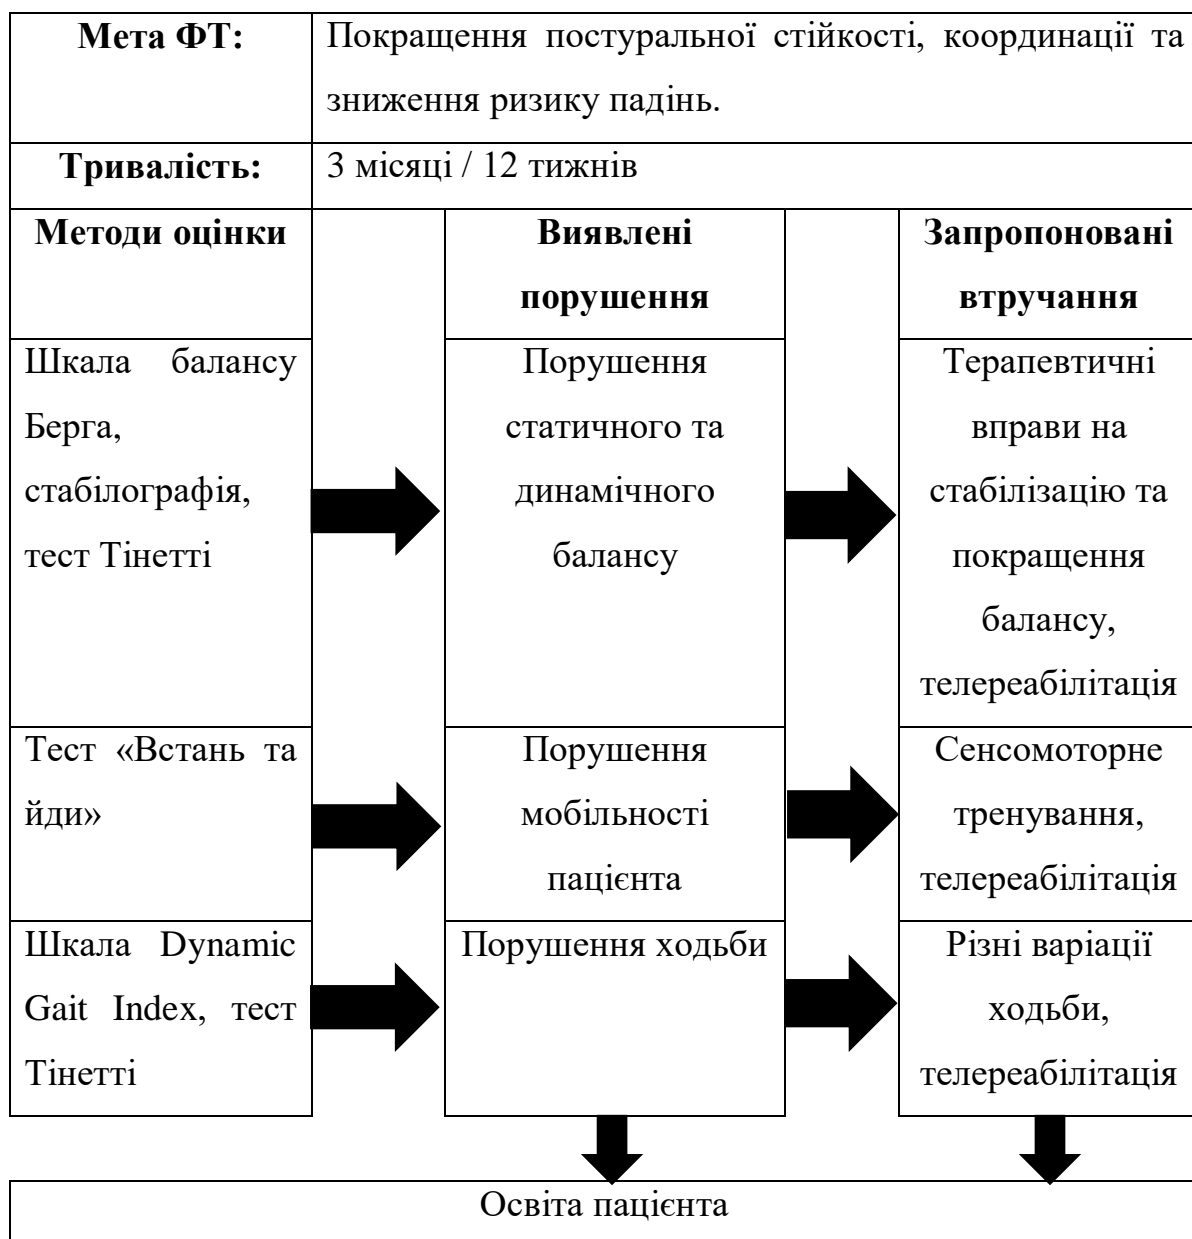 Мета ФТ:
Покращення постуральної стійкості, координації та
зниження ризику падінь.
Тривалість:
3 місяці / 12 тижнів
Методи оцінки
Виявлені
порушення
Запропоновані
втручання
Шкала балансу
Берга,
стабілографія,
тест Тінетті
Порушення
статичного та
динамічного
балансу
Терапевтичні
вправи на
стабілізацію та
покращення
балансу,
телереабілітація
Тест «Встань та
йди»
Порушення
мобільності
пацієнта
Сенсомоторне
тренування,
телереабілітація
Шкала Dynamic
Gait Index, тест
Тінетті
Порушення ходьби
Різні варіації
ходьби,
телереабілітація
Освіта пацієнта